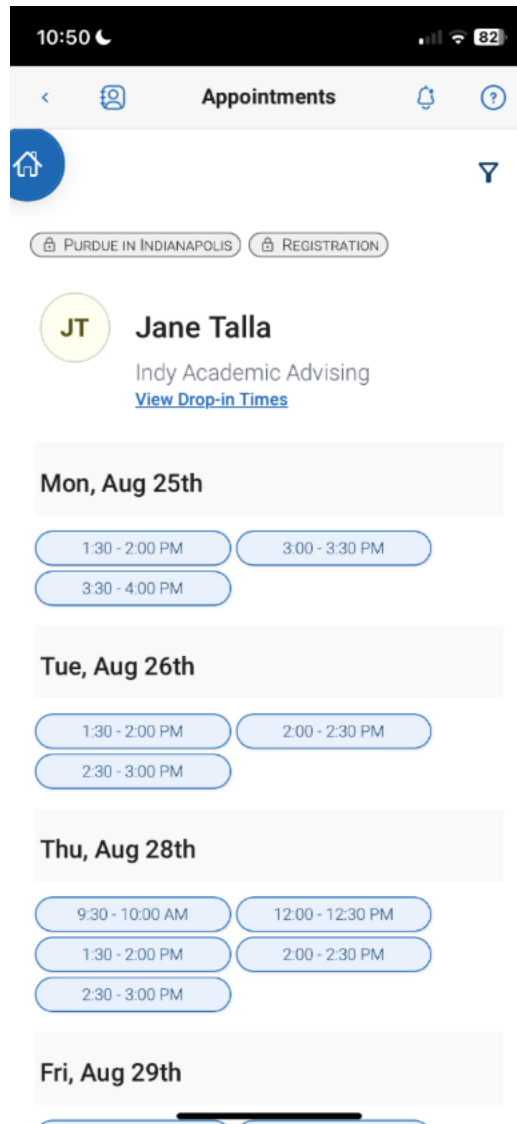 10:50 82
Appointments
PURDUE IN INDIANAPOLIS REGISTRATION
JT Jane Talla
Indy Academic Advising
View Drop-in Times
Mon, Aug 25th
1:30 - 2:00 PM 3:00 - 3:30 PM
3:30 - 4:00 PM
Tue, Aug 26th
1:30 - 2:00 PM 2:00 - 2:30 PM
2:30 - 3:00 PM
Thu, Aug 28th
9:30 - 10:00 AM 12:00 - 12:30 PM
1:30 - 2:00 PM 2:00 - 2:30 PM
2:30 - 3:00 PM
Fri, Aug 29th